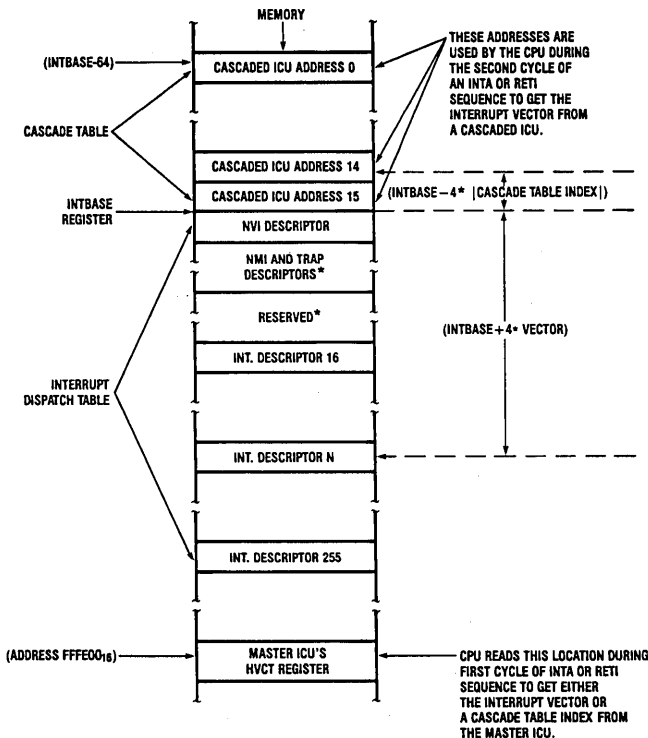 MEMORY
(INTBASE-64)
CASCADED ICU ADDRESS 0
THESE ADDRESSES ARE
USED BY THE CPU DURING
THE SECOND CYCLE OF
AN INTA OR RETI
SEQUENCE TO GET THE
INTERRUPT VECTOR FROM
A CASCADED ICU.
CASCADE TABLE
CASCADED ICU ADDRESS 14
CASCADED ICU ADDRESS 15
(INTBASE-4* |CASCADE TABLE INDEX|)
INTBASE
REGISTER
NVI DESCRIPTOR
NMI AND TRAP
DESCRIPTORS*
RESERVED*
(INTBASE+4* VECTOR)
INT. DESCRIPTOR 16
INTERRUPT
DISPATCH TABLE
INT. DESCRIPTOR N
INT. DESCRIPTOR 255
(ADDRESS FFFE00₁₆)
MASTER ICU'S
HVCT REGISTER
CPU READS THIS LOCATION DURING
FIRST CYCLE OF INTA OR RETI
SEQUENCE TO GET EITHER
THE INTERRUPT VECTOR OR
A CASCADE TABLE INDEX FROM
THE MASTER ICU.